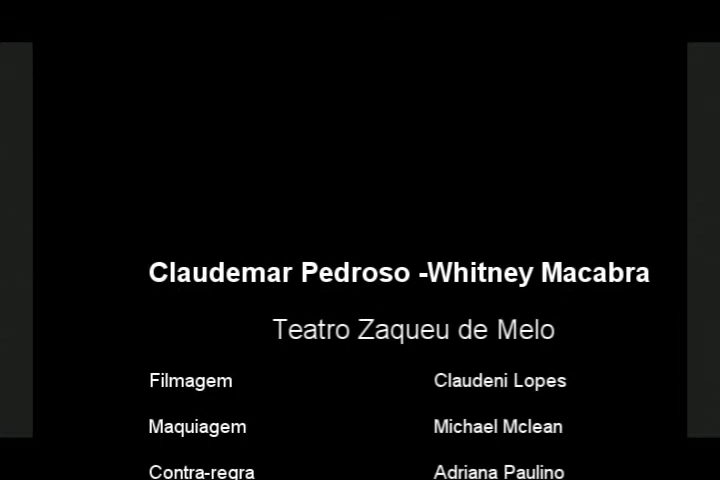 Claudemar Pedroso -Whitney Macabra
Teatro Zaqueu de Melo
Filmagem Claudeni Lopes
Maquiagem Michael Mclean
Contra-regra Adriana Paulino